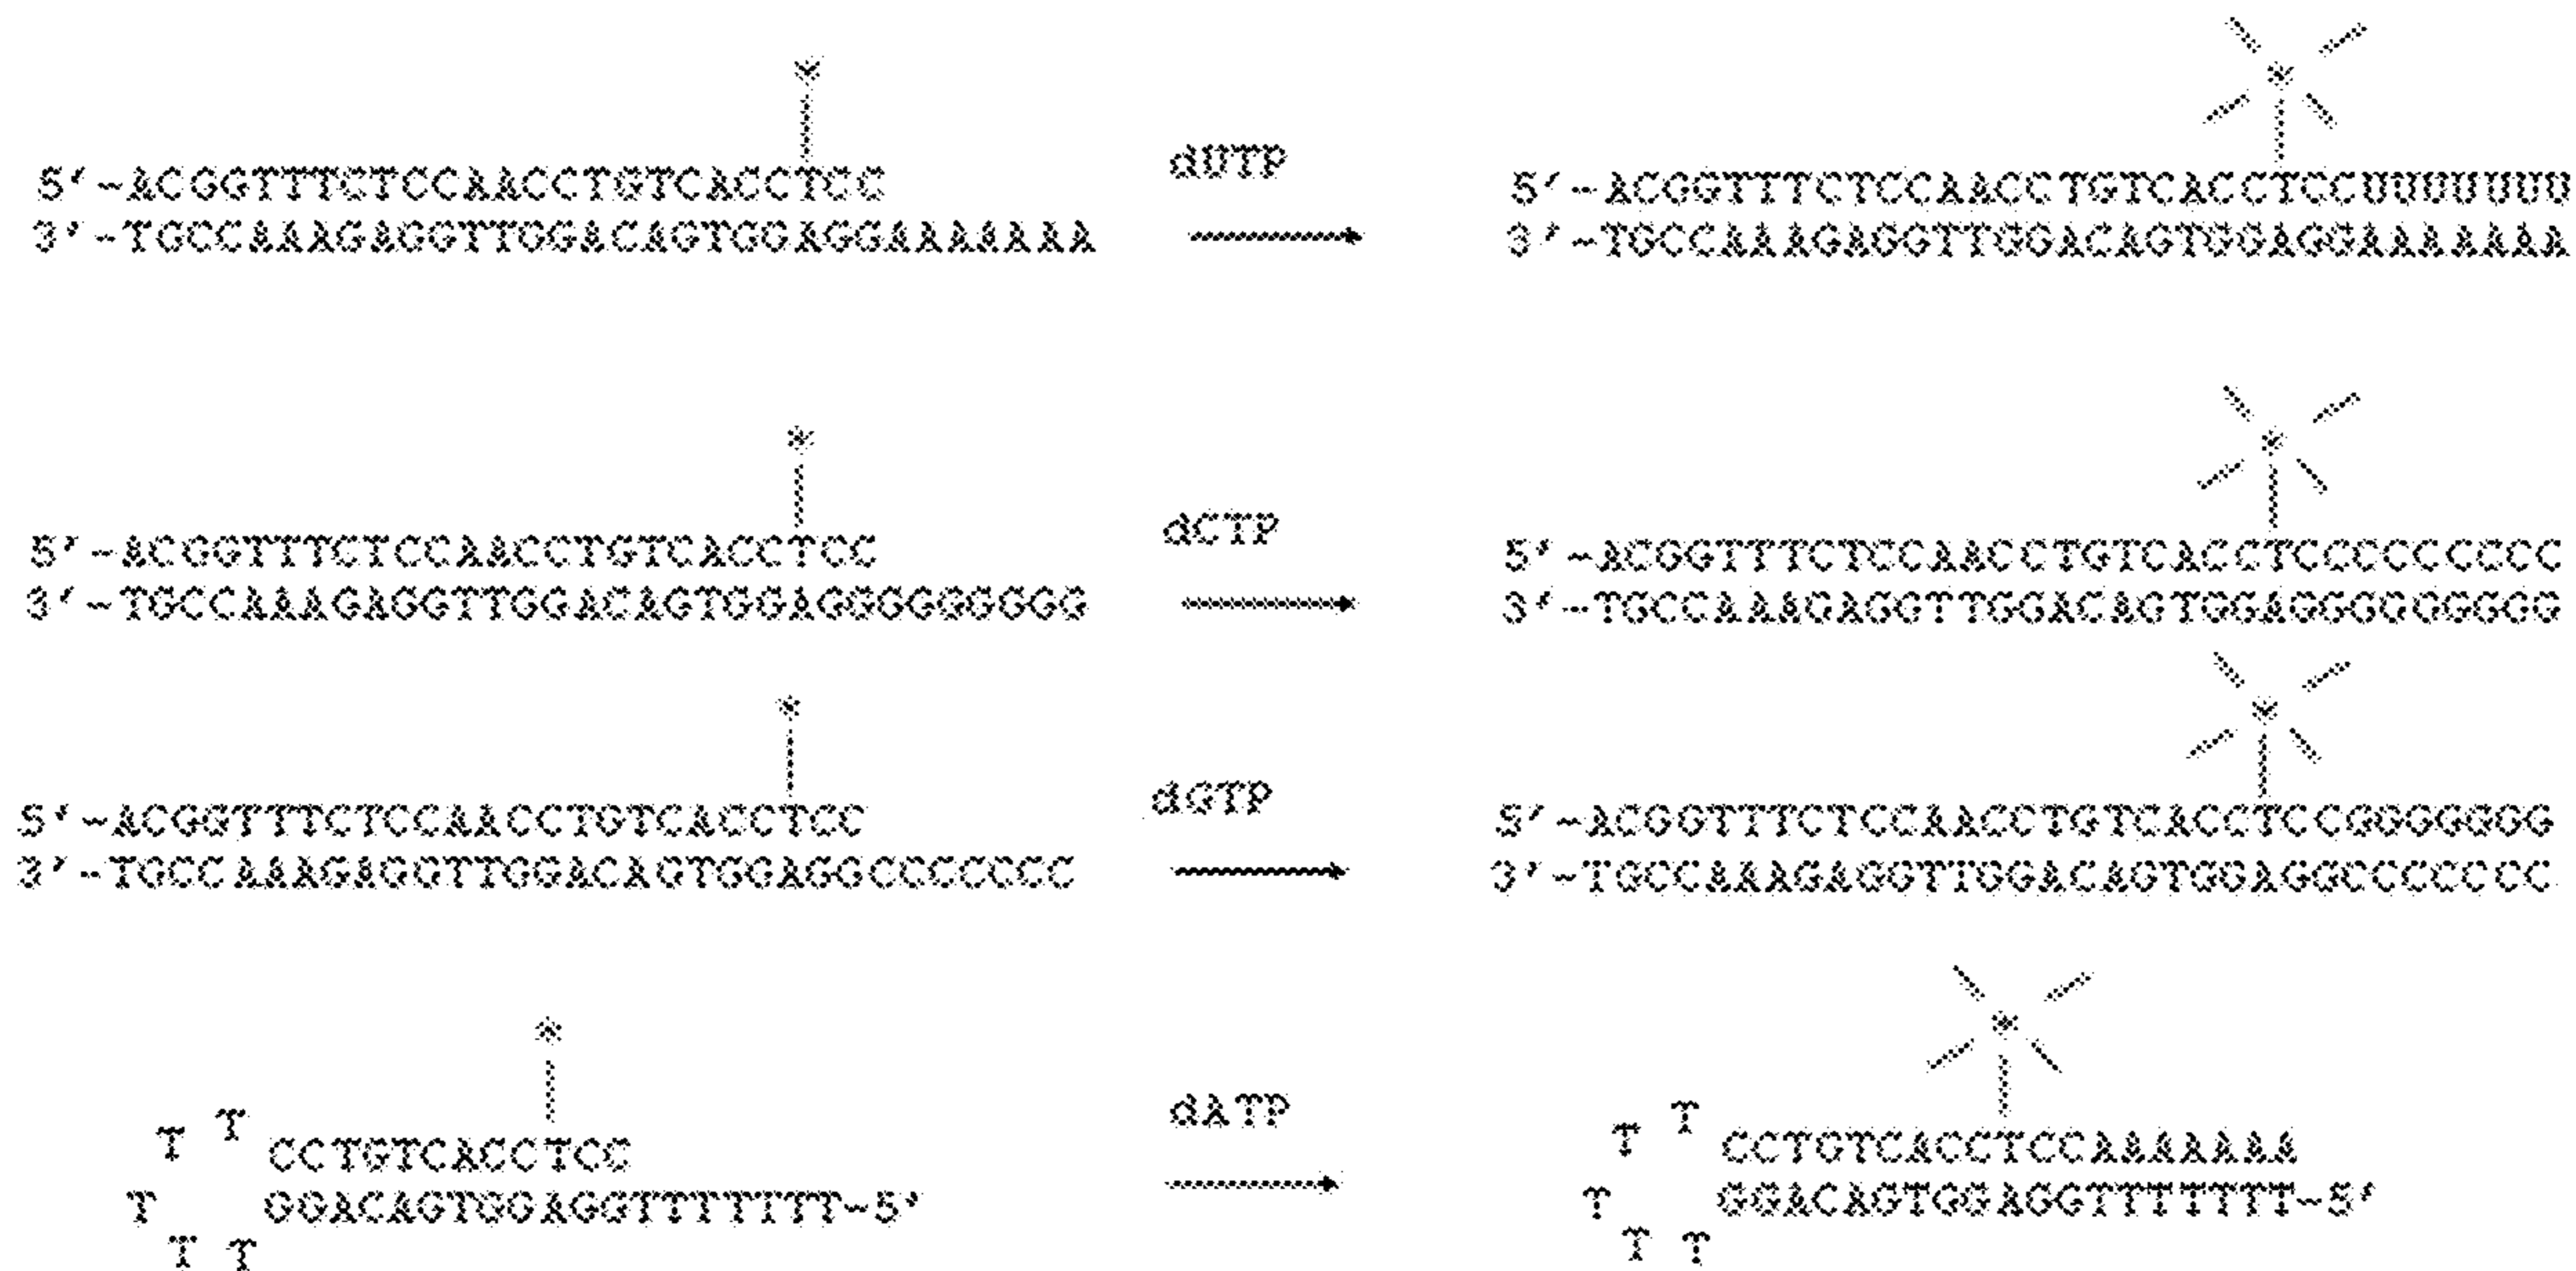 dUTP
5'-ACGGTTTCTCCAACCTGTCACCTCC 5'-ACGGTTTCTCCAACCTGTCACCTCCUUUUUUU
3'-TGCCAAAGAGGTTGGACAGTGGAGGAAAAAAA 3'-TGCCAAAGAGGTTGGACAGTGGAGGAAAAAAA
dCTP
5'-ACGGTTTCTCCAACCTGTCACCTCC 5'-ACGGTTTCTCCAACCTGTCACCTCCCCCCCCC
3'-TGCCAAAGAGGTTGGACAGTGGAGGGGGGGGG 3'-TGCCAAAGAGGTTGGACAGTGGAGGGGGGGGG
dGTP
5'-ACGGTTTCTCCAACCTGTCACCTCC 5'-ACGGTTTCTCCAACCTGTCACCTCCGGGGGGG
3'-TGCCAAAGAGGTTGGACAGTGGAGGCCCCCCC 3'-TGCCAAAGAGGTTGGACAGTGGAGGCCCCCCC
dATP
T T CCTGTCACCTCC T T CCTGTCACCTCCAAAAAAA
T GGACAGTGGAGGTTTTTTT-5' T GGACAGTGGAGGTTTTTTT-5'
T T T T